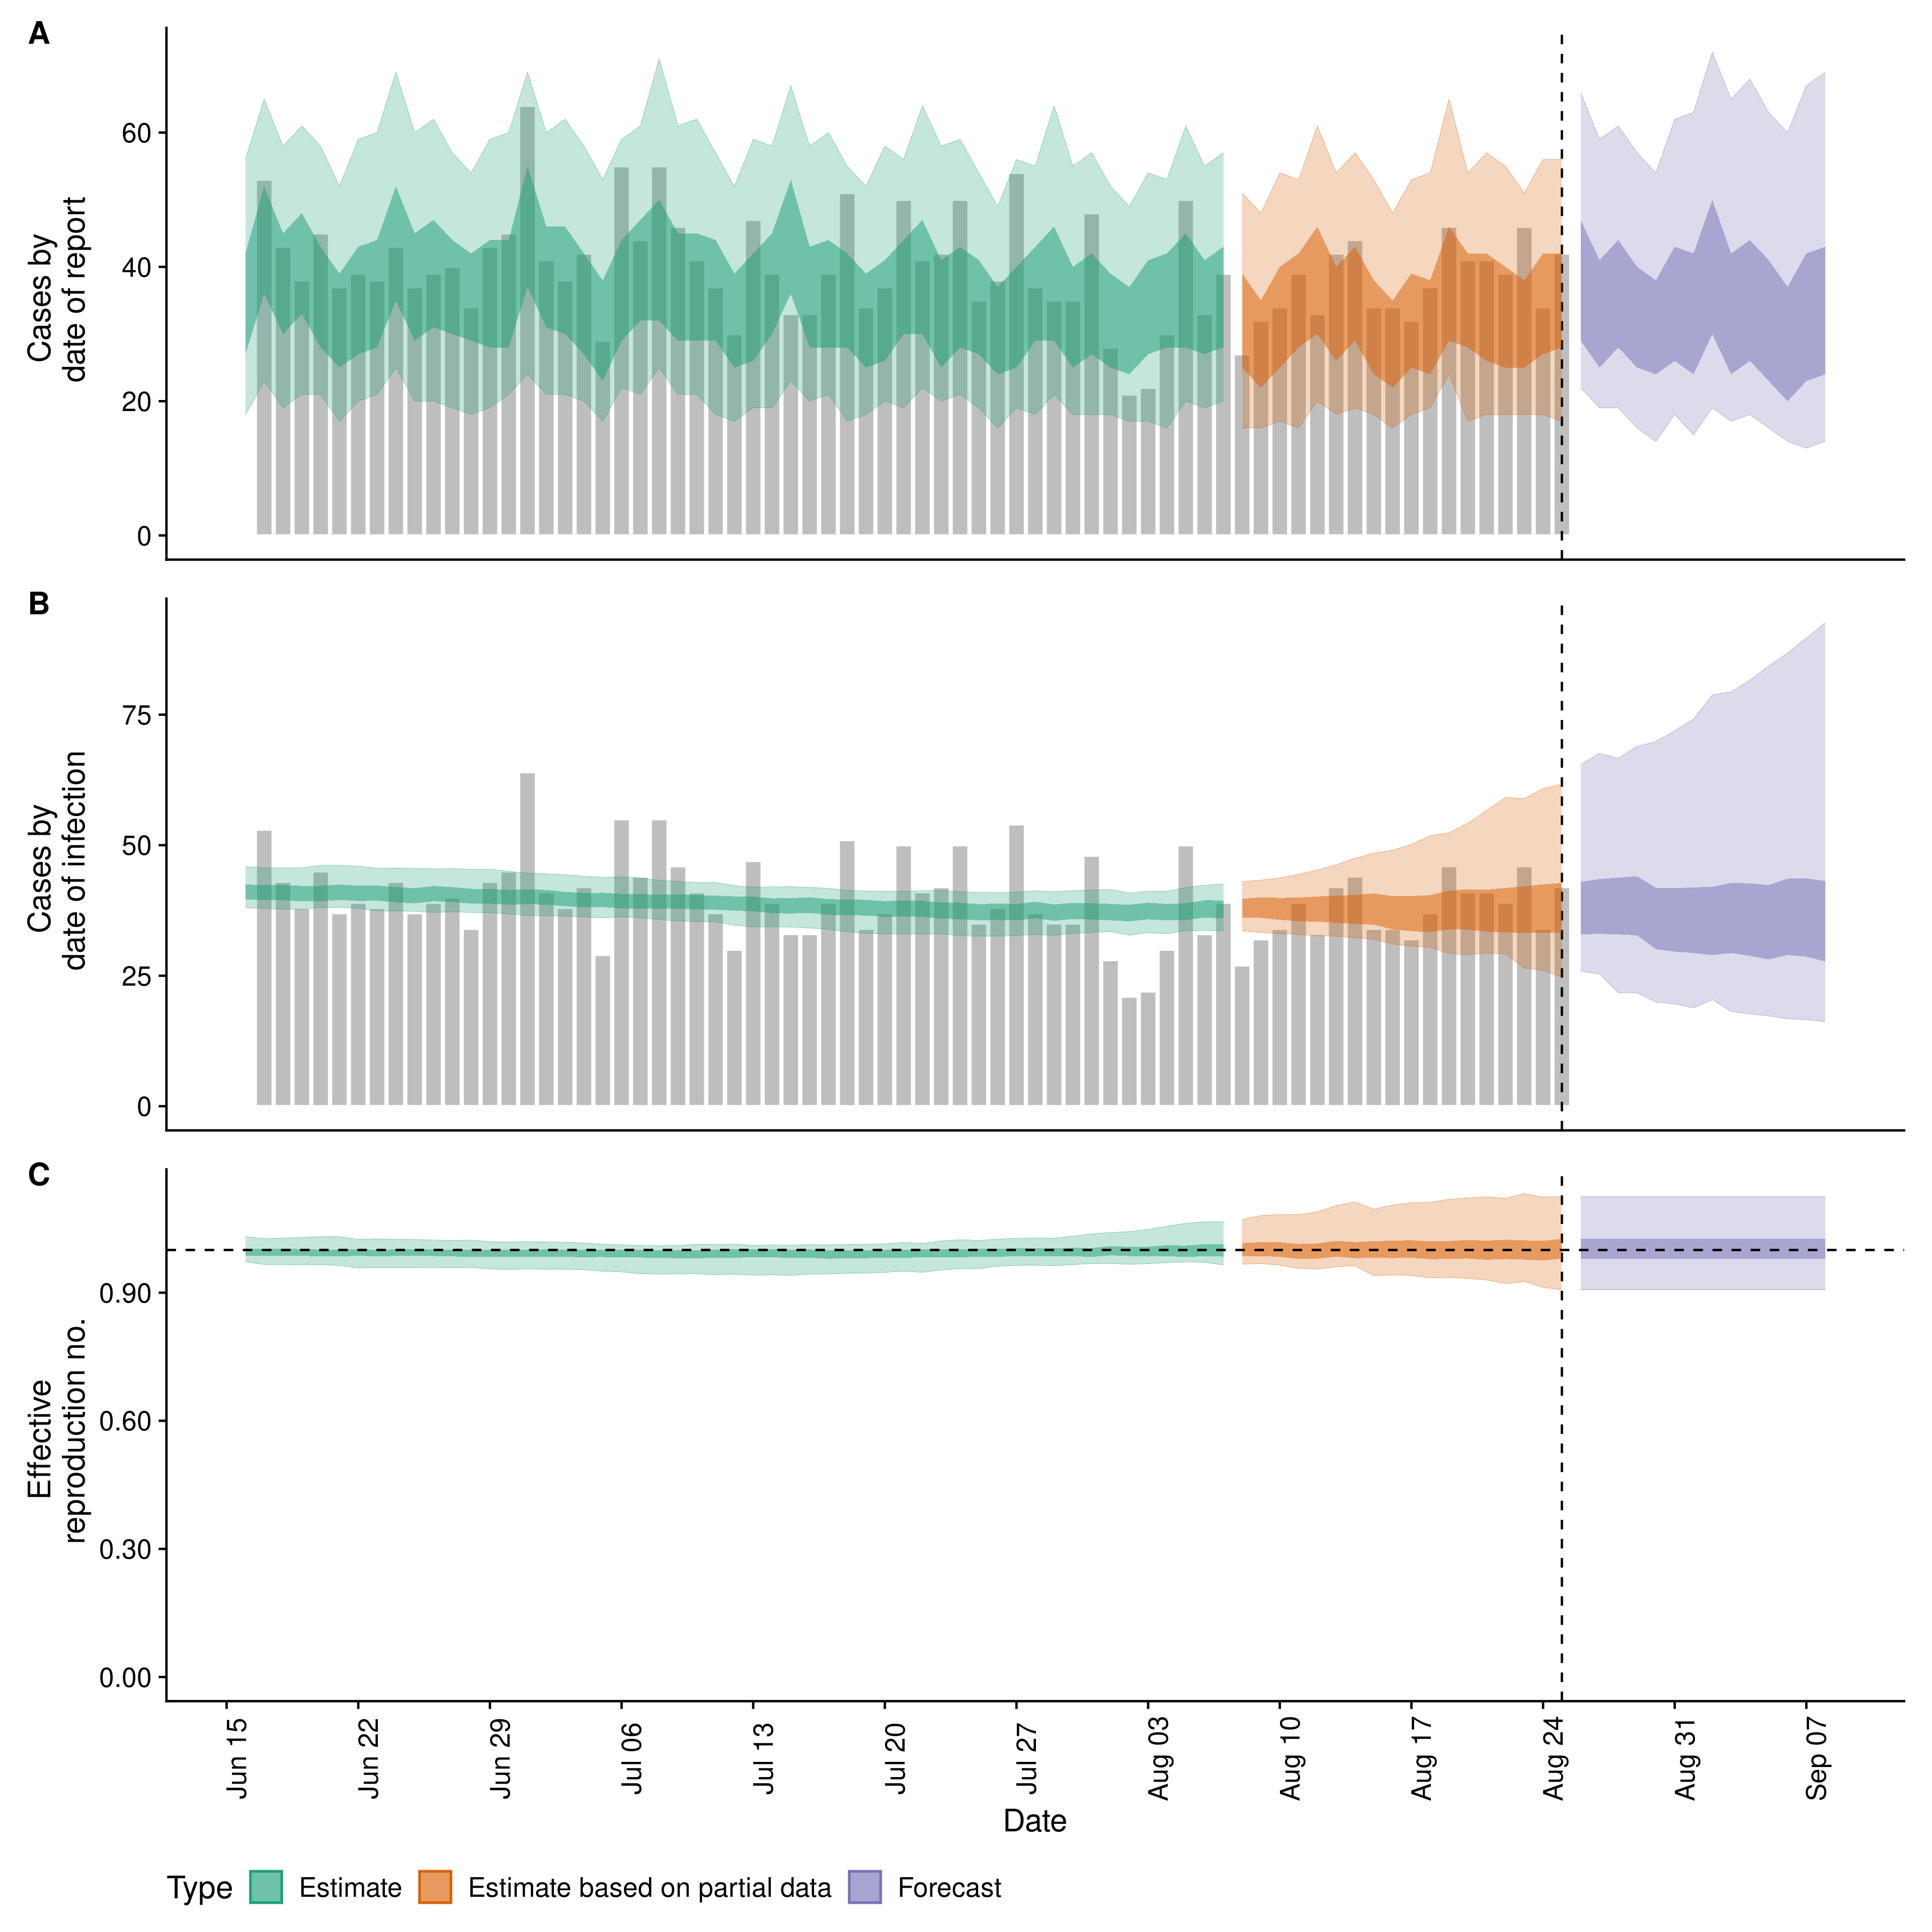 A
Cases by
date of report
60
40
20
0
B
Cases by
date of infection
75
50
25
0
C
Effective
reproduction no.
0.90
0.60
0.30
0.00
Jun 15
Jun 22
Jun 29
Jul 06
Jul 13
Jul 20
Jul 27
Aug 03
Aug 10
Aug 17
Aug 24
Aug 31
Sep 07
Date
Type Estimate Estimate based on partial data Forecast